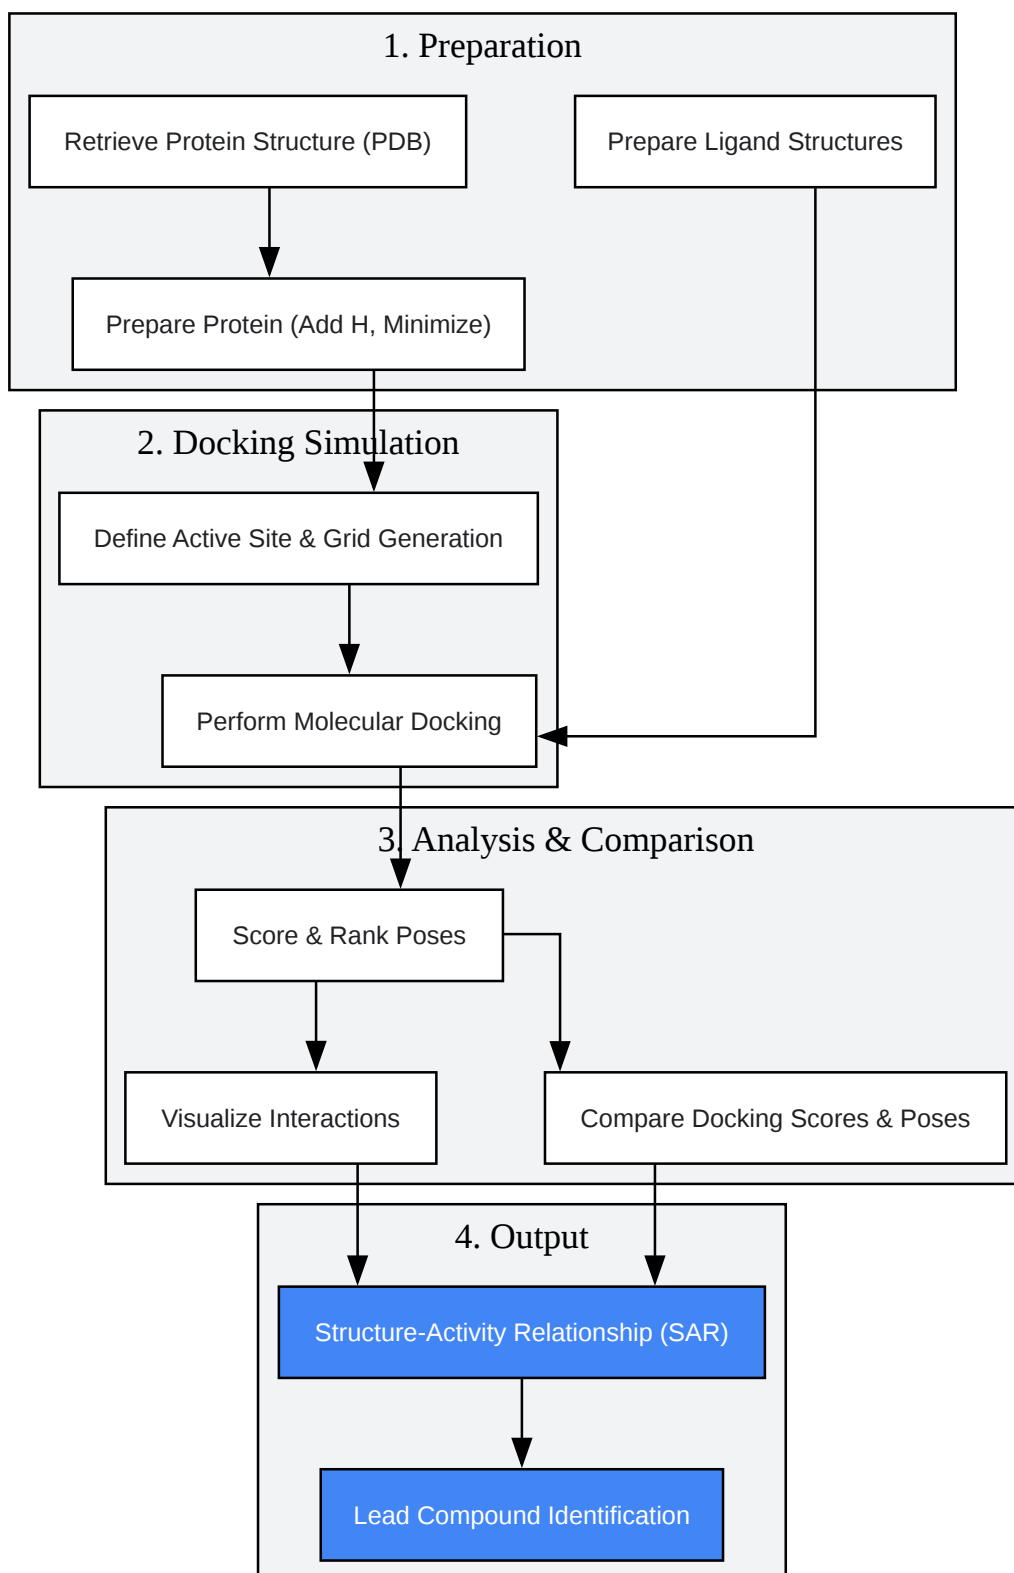 1. Preparation
Retrieve Protein Structure (PDB)
Prepare Ligand Structures
Prepare Protein (Add H, Minimize)
2. Docking Simulation
Define Active Site & Grid Generation
Perform Molecular Docking
3. Analysis & Comparison
Score & Rank Poses
Visualize Interactions
Compare Docking Scores & Poses
4. Output
Structure-Activity Relationship (SAR)
Lead Compound Identification